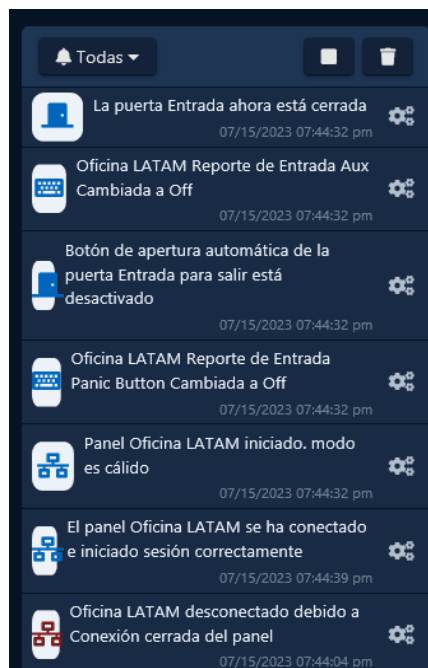 Todas
La puerta Entrada ahora está cerrada
07/15/2023 07:44:32 pm
Oficina LATAM Reporte de Entrada Aux
Cambiada a Off
07/15/2023 07:44:32 pm
Botón de apertura automática de la
puerta Entrada para salir está
desactivado
07/15/2023 07:44:32 pm
Oficina LATAM Reporte de Entrada
Panic Button Cambiada a Off
07/15/2023 07:44:32 pm
Panel Oficina LATAM iniciado. modo
es cálido
07/15/2023 07:44:32 pm
El panel Oficina LATAM se ha conectado
e iniciado sesión correctamente
07/15/2023 07:44:39 pm
Oficina LATAM desconectado debido a
Conexión cerrada del panel
07/15/2023 07:44:04 pm